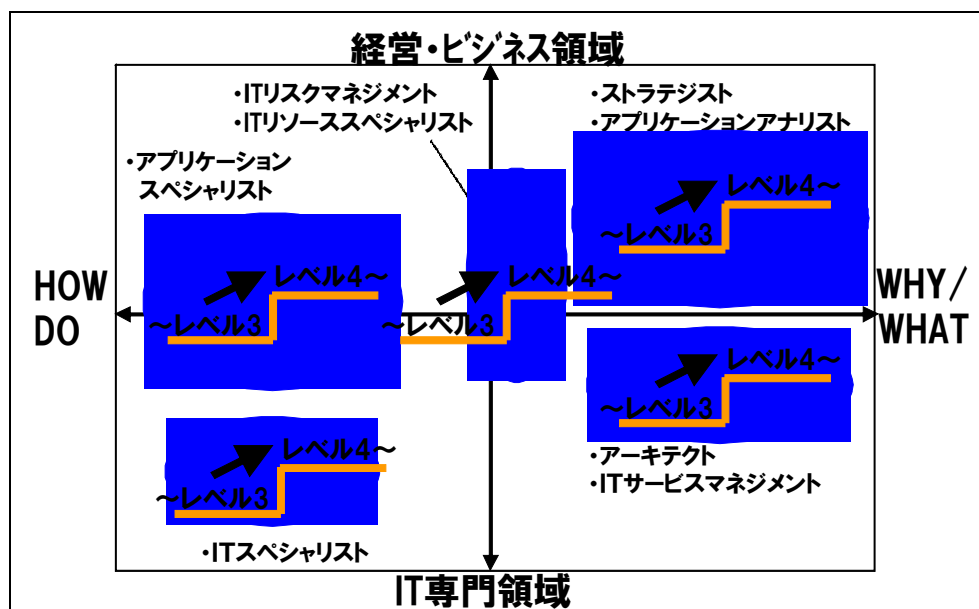 経営・ビジネス領域
・ITリスクマネジメント
・ITリソーススペシャリスト
・ストラテジスト
・アプリケーションアナリスト
・アプリケーション
スペシャリスト
レベル4～
～レベル3
レベル4～
～レベル3
レベル4～
～レベル3
HOW
DO
WHY/
WHAT
レベル4～
～レベル3
・アーキテクト
・ITサービスマネジメント
レベル4～
～レベル3
・ITスペシャリスト
IT専門領域